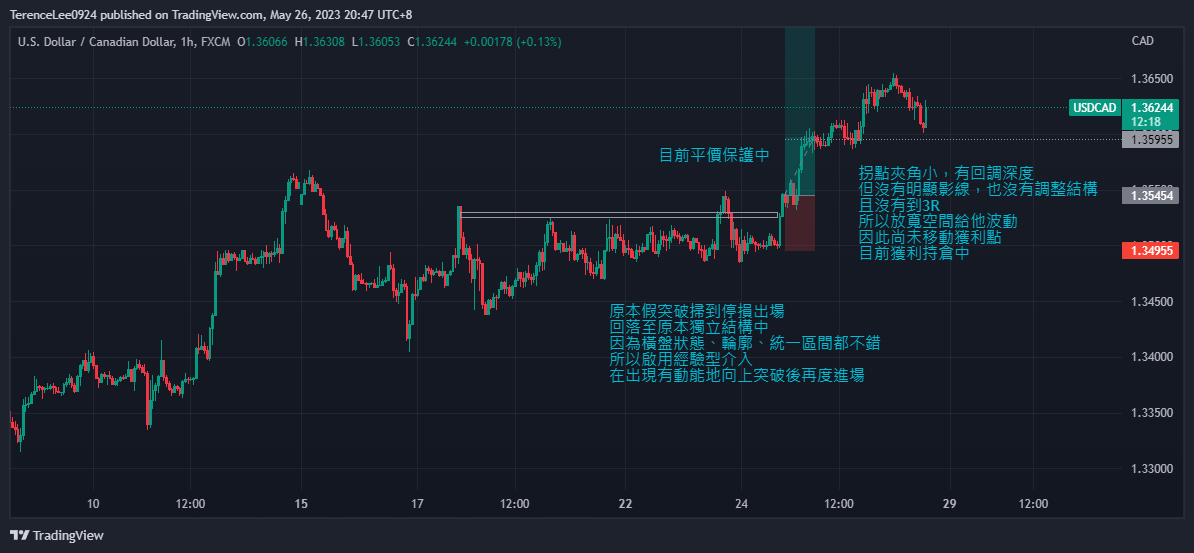 TerenceLee0924 published on TradingView.com, May 26, 2023 20:47 UTC+8
U.S. Dollar / Canadian Dollar, 1h, FXCM O1.36066 H1.36308 L1.36053 C1.36244 +0.00178 (+0.13%)
CAD
1.36500
USDCAD 1.36244
12:18
1.35955
目前平價保護中
拐點夾角小，有回調深度
但沒有明顯影線，也沒有調整結構
且沒有到3R
所以放寬空間給他波動
因此尚未移動獲利點
目前獲利持倉中
1.35454
1.34955
原本假突破掃到停損出場
回落至原本獨立結構中
因為橫盤狀態、輪廓、統一區間都不錯
所以啟用經驗型介入
在出現有動能地向上突破後再度進場
1.34500
1.34000
1.33500
1.33000
10 12:00 15 17 12:00 22 24 12:00 29 12:00
TradingView